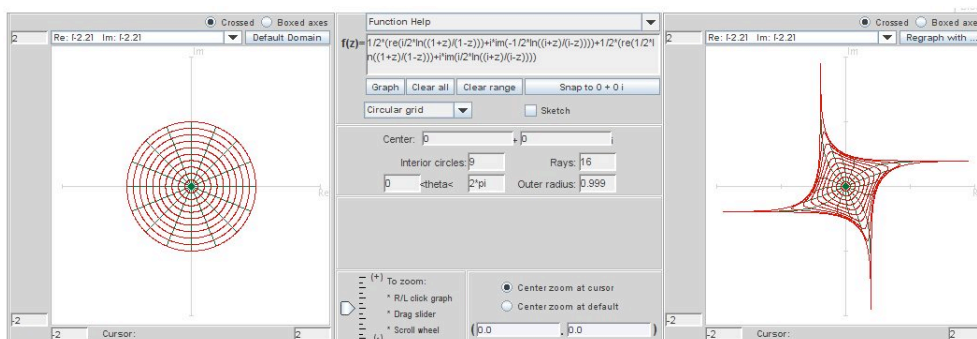 Crossed Boxed axes
2 Re: [-2.2] Im: [-2.2] Default Domain
Im
Re
-2
-2 Cursor: 2
Function Help
f(z)= 1/2*(re(i/2*ln((1+z)/(1-z)))+i*im(-1/2*ln((i+z)/(i-z))))+1/2*(re(1/2*l
n((1+z)/(1-z)))+i*im(i/2*ln((i+z)/(i-z))))
Graph Clear all Clear range Snap to 0 + 0 i
Circular grid Sketch
Center: 0 + 0 i
Interior circles: 9 Rays: 16
0 <theta< 2*pi Outer radius: 0.999
(+) To zoom:
* R/L click graph
* Drag slider
* Scroll wheel
(-)
Center zoom at cursor
Center zoom at default
( 0.0 , 0.0 )
Crossed Boxed axes
2 Re: [-2.2] Im: [-2.2] Regraph with ...
Im
-2
-2 Cursor: 2